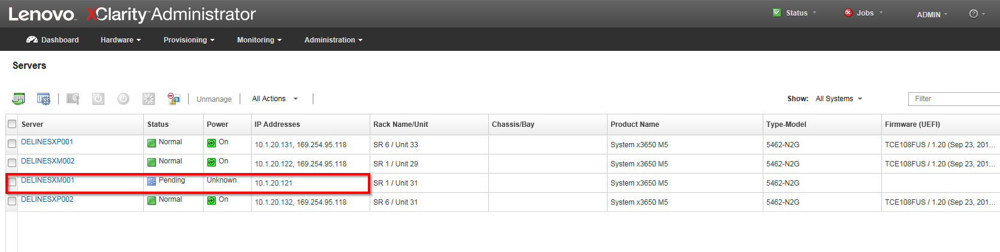 Lenovo™ XClarity™ Administrator Status Jobs ADMIN ?
Dashboard Hardware Provisioning Monitoring Administration
Servers
Unmanage All Actions Show: All Systems Filter
Server Status Power IP Addresses Rack Name/Unit Chassis/Bay Product Name Type-Model Firmware (UEFI)
DELINESXP001 Normal On 10.1.20.131, 169.254.95.118 SR 6 / Unit 33 System x3650 M5 5462-N2G TCE108FUS / 1.20 (Sep 23, 201...
DELINESXM002 Normal On 10.1.20.122, 169.254.95.118 SR 1 / Unit 29 System x3650 M5 5462-N2G TCE108FUS / 1.20 (Sep 23, 201...
DELINESXM001 Pending Unknown 10.1.20.121 SR 1 / Unit 31 System x3650 M5 5462-N2G
DELINESXP002 Normal On 10.1.20.132, 169.254.95.118 SR 6 / Unit 31 System x3650 M5 5462-N2G TCE108FUS / 1.20 (Sep 23, 201...